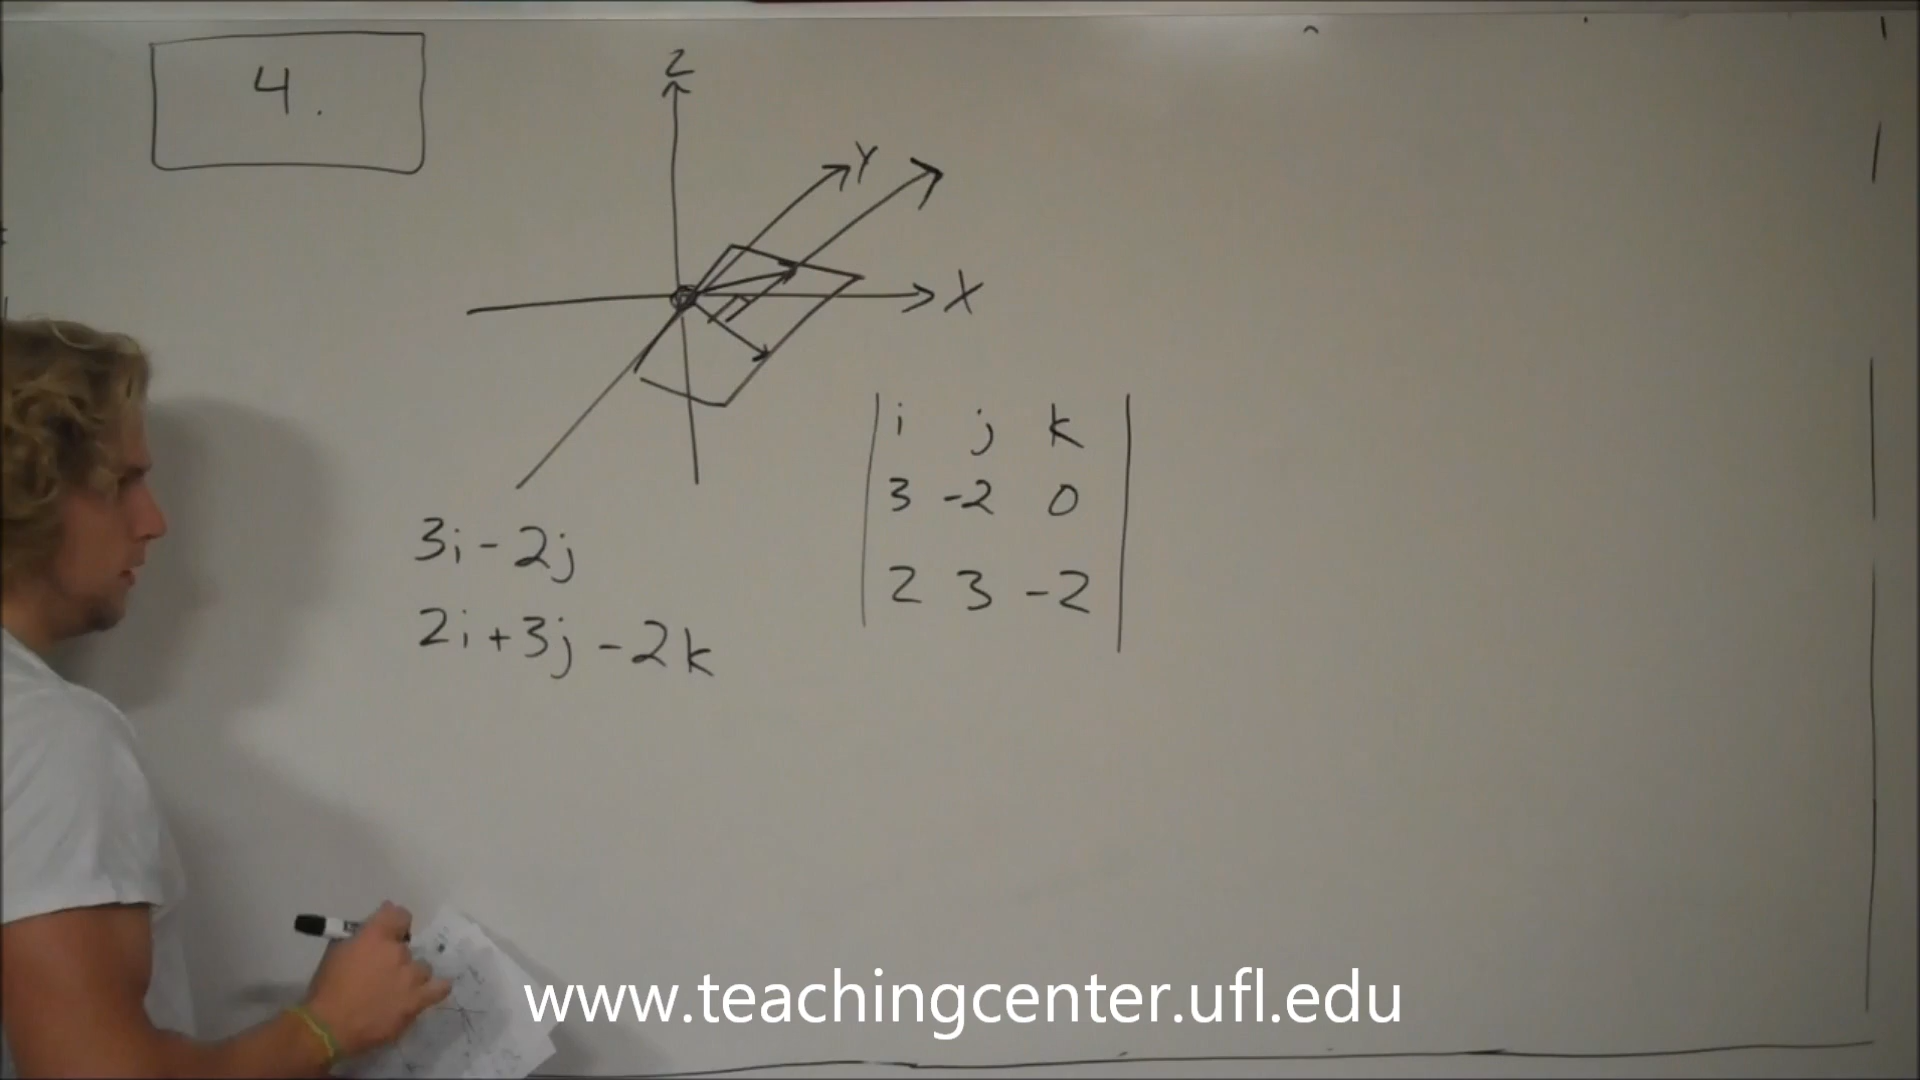 4.
Z
Y
X
i j k
3 -2 0
2 3 -2
3i - 2j
2i + 3j - 2k
www.teachingcenter.ufl.edu